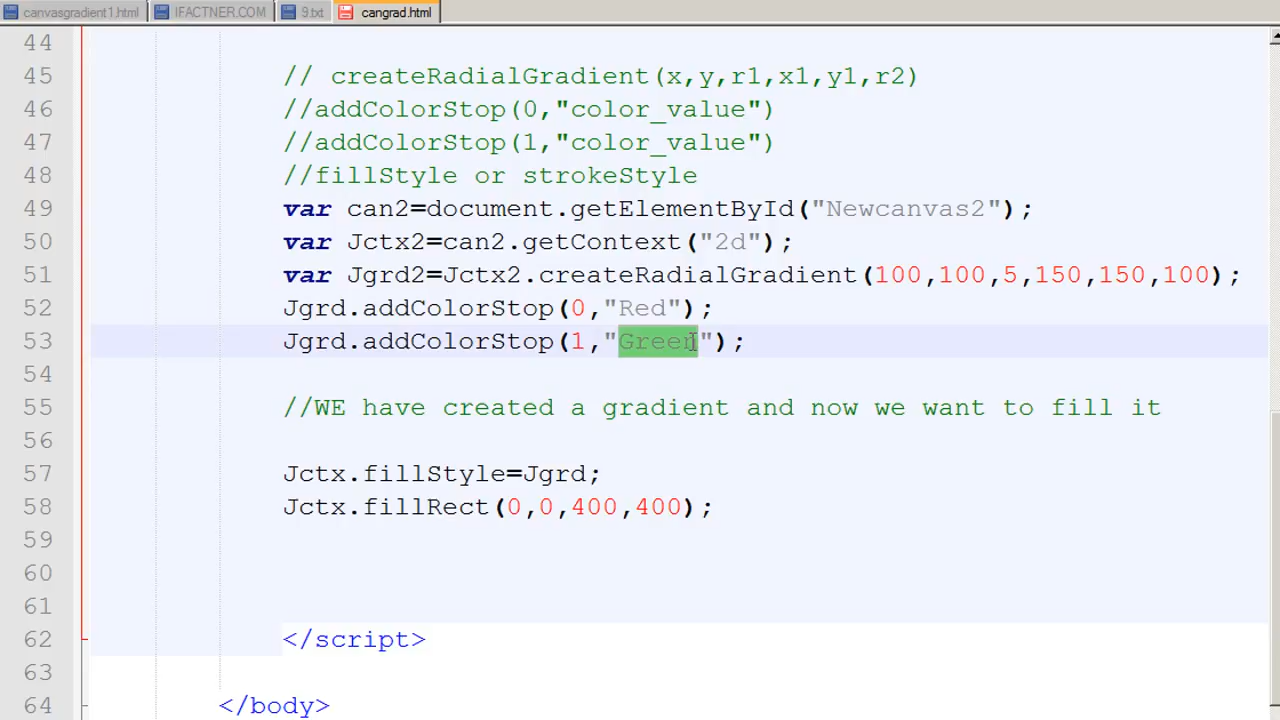 canvasgradient1.html IFACTNER.COM 9.txt cangrad.html
44
45 // createRadialGradient(x,y,r1,x1,y1,r2)
46 //addColorStop(0,"color_value")
47 //addColorStop(1,"color_value")
48 //fillStyle or strokeStyle
49 var can2=document.getElementById("Newcanvas2");
50 var Jctx2=can2.getContext("2d");
51 var Jgrd2=Jctx2.createRadialGradient(100,100,5,150,150,100);
52 Jgrd.addColorStop(0,"Red");
53 Jgrd.addColorStop(1,"Green");
54
55 //WE have created a gradient and now we want to fill it
56
57 Jctx.fillStyle=Jgrd;
58 Jctx.fillRect(0,0,400,400);
59
60
61
62 </script>
63
64 </body>